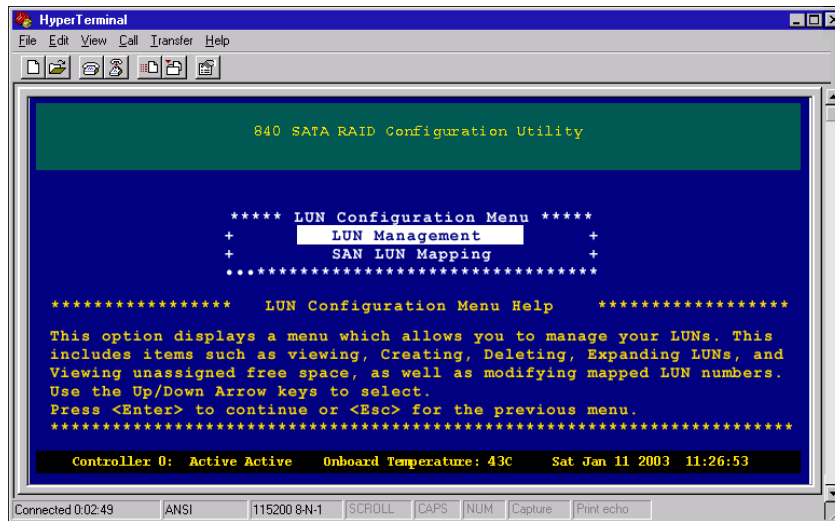 HyperTerminal
File Edit View Call Transfer Help
840 SATA RAID Configuration Utility
***** LUN Configuration Menu *****
+ LUN Management +
+ SAN LUN Mapping +
•••********************************
***************** LUN Configuration Menu Help ******************
This option displays a menu which allows you to manage your LUNs. This
includes items such as viewing, Creating, Deleting, Expanding LUNs, and
Viewing unassigned free space, as well as modifying mapped LUN numbers.
Use the Up/Down Arrow keys to select.
Press <Enter> to continue or <Esc> for the previous menu.
***********************************************************************
Controller 0: Active Active Onboard Temperature: 43C Sat Jan 11 2003 11:26:53
Connected 0:02:49 ANSI 115200 8-N-1 SCROLL CAPS NUM Capture Print echo